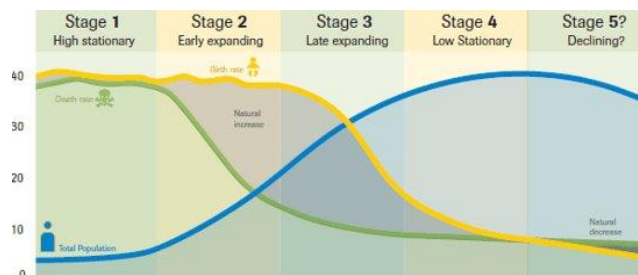 Stage 1
High stationary
Stage 2
Early expanding
Stage 3
Late expanding
Stage 4
Low Stationary
Stage 5?
Declining?
40
30
20
10
0
Birth rate
Death rate
Natural
increase
Total Population
Natural
decrease